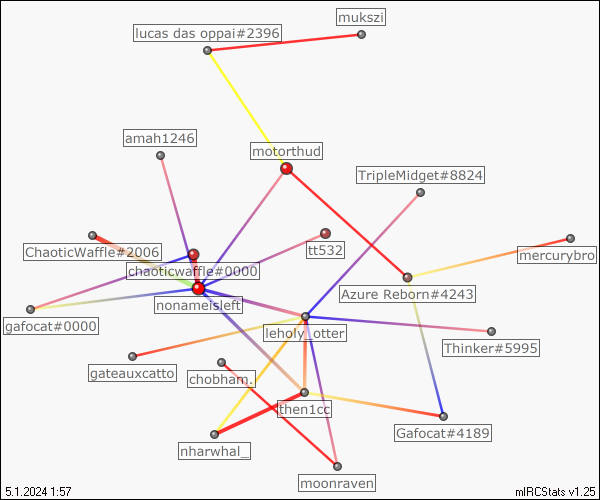 mukszi
lucas das oppai#2396
amah1246
motorthud
TripleMidget#8824
ChaoticWaffle#2006
tt532
mercurybro
chaoticwaffle#0000
Azure Reborn#4243
nonameisleft
gafocat#0000
leholy_otter
Thinker#5995
gateauxcatto
chobham.
then1cc
Gafocat#4189
nharwhal_
moonraven
5.1.2024 1:57
mIRCStats v1.25